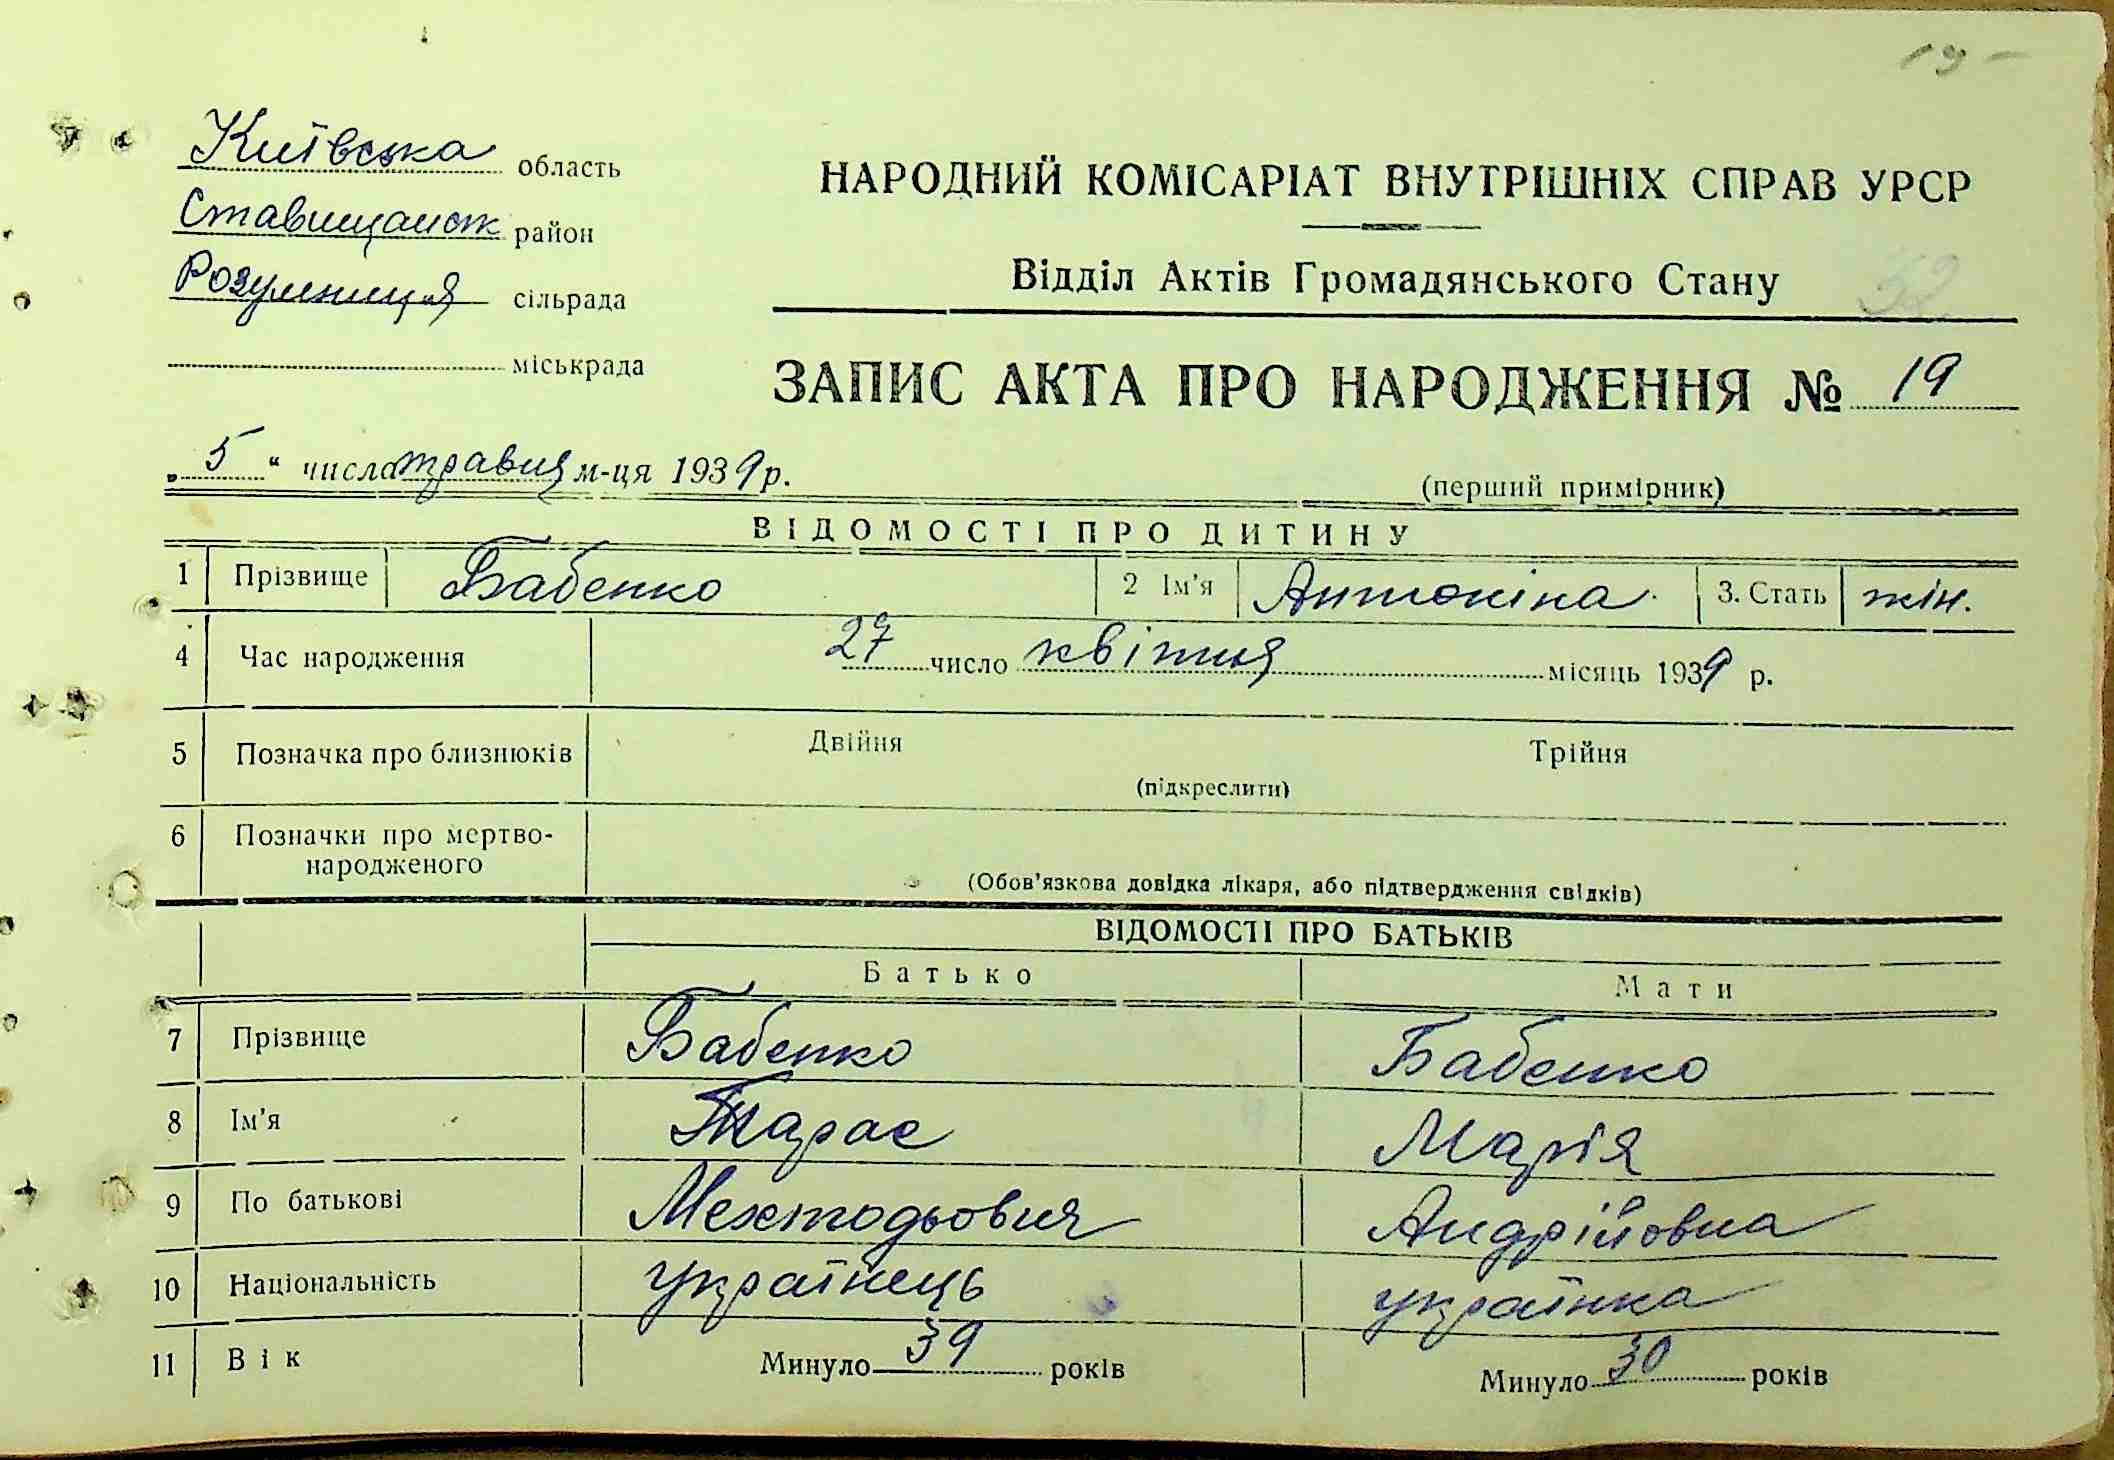 19
Київська область
Ставищанськ район
Розумниця сільрада
міськрада
НАРОДНИЙ КОМІСАРІАТ ВНУТРІШНІХ СПРАВ УРСР
Відділ Актів Громадянського Стану
32
ЗАПИС АКТА ПРО НАРОДЖЕННЯ № 19
„5“ числа травня м-ця 1939 р.
(перший примірник)
ВІДОМОСТІ ПРО ДИТИНУ
1 Прізвище Бабенко 2 Ім'я Антоніна 3. Стать жін.
4 Час народження 27 число квітня місяць 1939 р.
5 Позначка про близнюків Двійня Трійня
(підкреслити)
6 Позначки про мертво-
народженого
(Обов'язкова довідка лікаря, або підтвердження свідків)
ВІДОМОСТІ ПРО БАТЬКІВ
Батько Мати
7 Прізвище Бабенко Бабенко
8 Ім'я Тарас Марія
9 По батькові Андрійовна
10 Національність українець українка
11 Вік Минуло 39 років Минуло 30 років